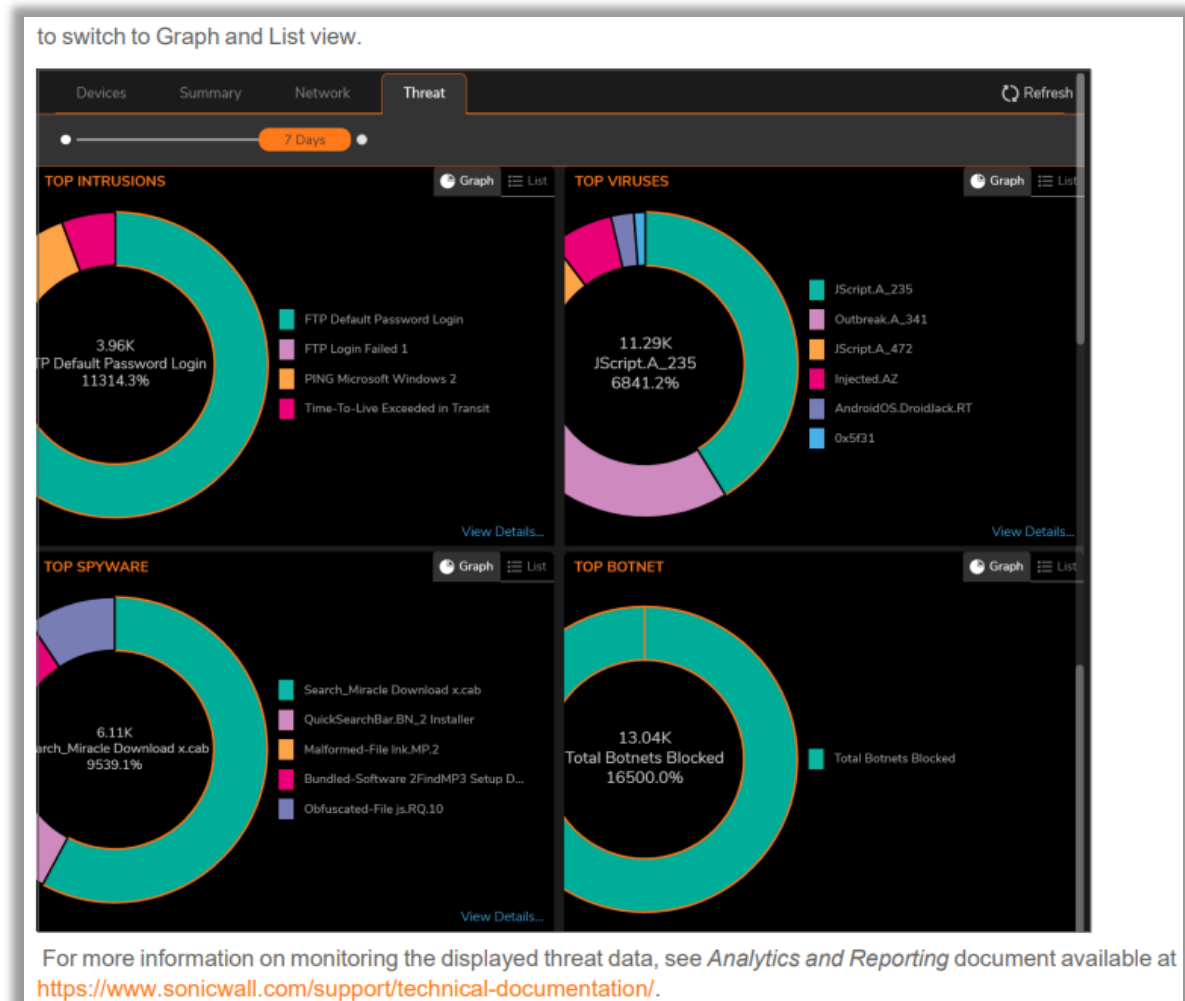 to switch to Graph and List view.
Devices Summary Network Threat Refresh
7 Days
TOP INTRUSIONS Graph List
3.96K
TP Default Password Login
11314.3%
FTP Default Password Login
FTP Login Failed 1
PING Microsoft Windows 2
Time-To-Live Exceeded in Transit
View Details...
TOP VIRUSES Graph List
11.29K
JScript.A_235
6841.2%
JScript.A_235
Outbreak.A_341
JScript.A_472
Injected.AZ
AndroidOS.DroidJack.RT
0x5f31
View Details...
TOP SPYWARE Graph List
6.11K
arch_Miracle Download x.cab
9539.1%
Search_Miracle Download x.cab
QuickSearchBar.BN_2 Installer
Malformed-File lnk.MP.2
Bundled-Software 2FindMP3 Setup D...
Obfuscated-File js.RQ.10
View Details...
TOP BOTNET Graph List
13.04K
Total Botnets Blocked
16500.0%
Total Botnets Blocked
For more information on monitoring the displayed threat data, see Analytics and Reporting document available at
https://www.sonicwall.com/support/technical-documentation/.